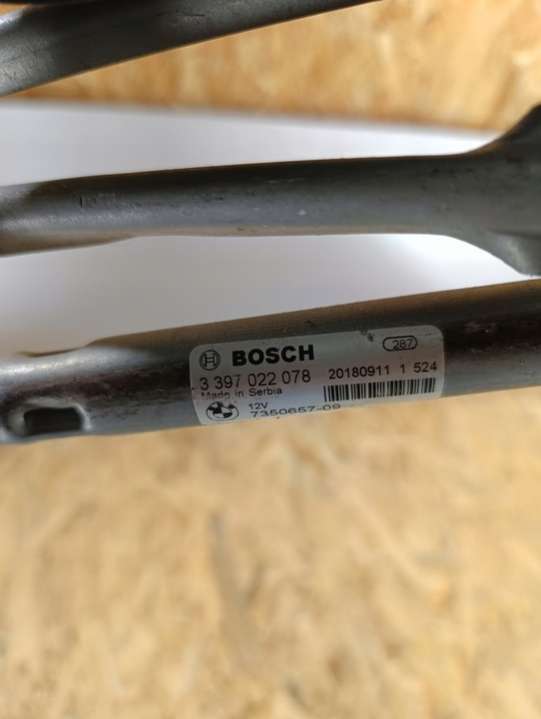 BOSCH
287
3 397 022 078
20180911 1 524
Made in Serbia
12V
7350657-09